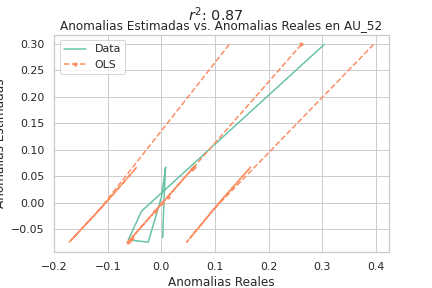 r²: 0.87
Anomalias Estimadas vs. Anomalias Reales en AU_52
Data
OLS
0.30
0.25
0.20
0.15
0.10
0.05
0.00
−0.05
Anomalias Estimadas
−0.2 −0.1 0.0 0.1 0.2 0.3 0.4
Anomalias Reales